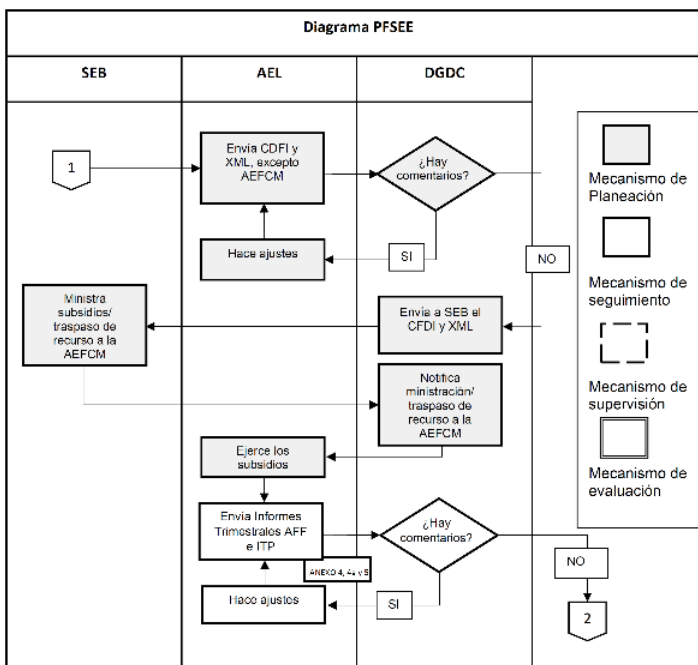 Diagrama PFSEE
SEB
AEL
DGDC
1
Envía CDFI y
XML, excepto
AEFCM
¿Hay
comentarios?
Hace ajustes
SI
NO
Ministra
subsidios/
traspaso de
recurso a la
AEFCM
Envía a SEB el
CFDI y XML
Notifica
ministración/
traspaso de
recurso a la
AEFCM
Ejerce los
subsidios
Envía Informes
Trimestrales AFF
e ITP
¿Hay
comentarios?
ANEXO 4, 4a y 5
Hace ajustes
SI
NO
2
Mecanismo de
Planeación
Mecanismo de
seguimiento
Mecanismo de
supervisión
Mecanismo de
evaluación